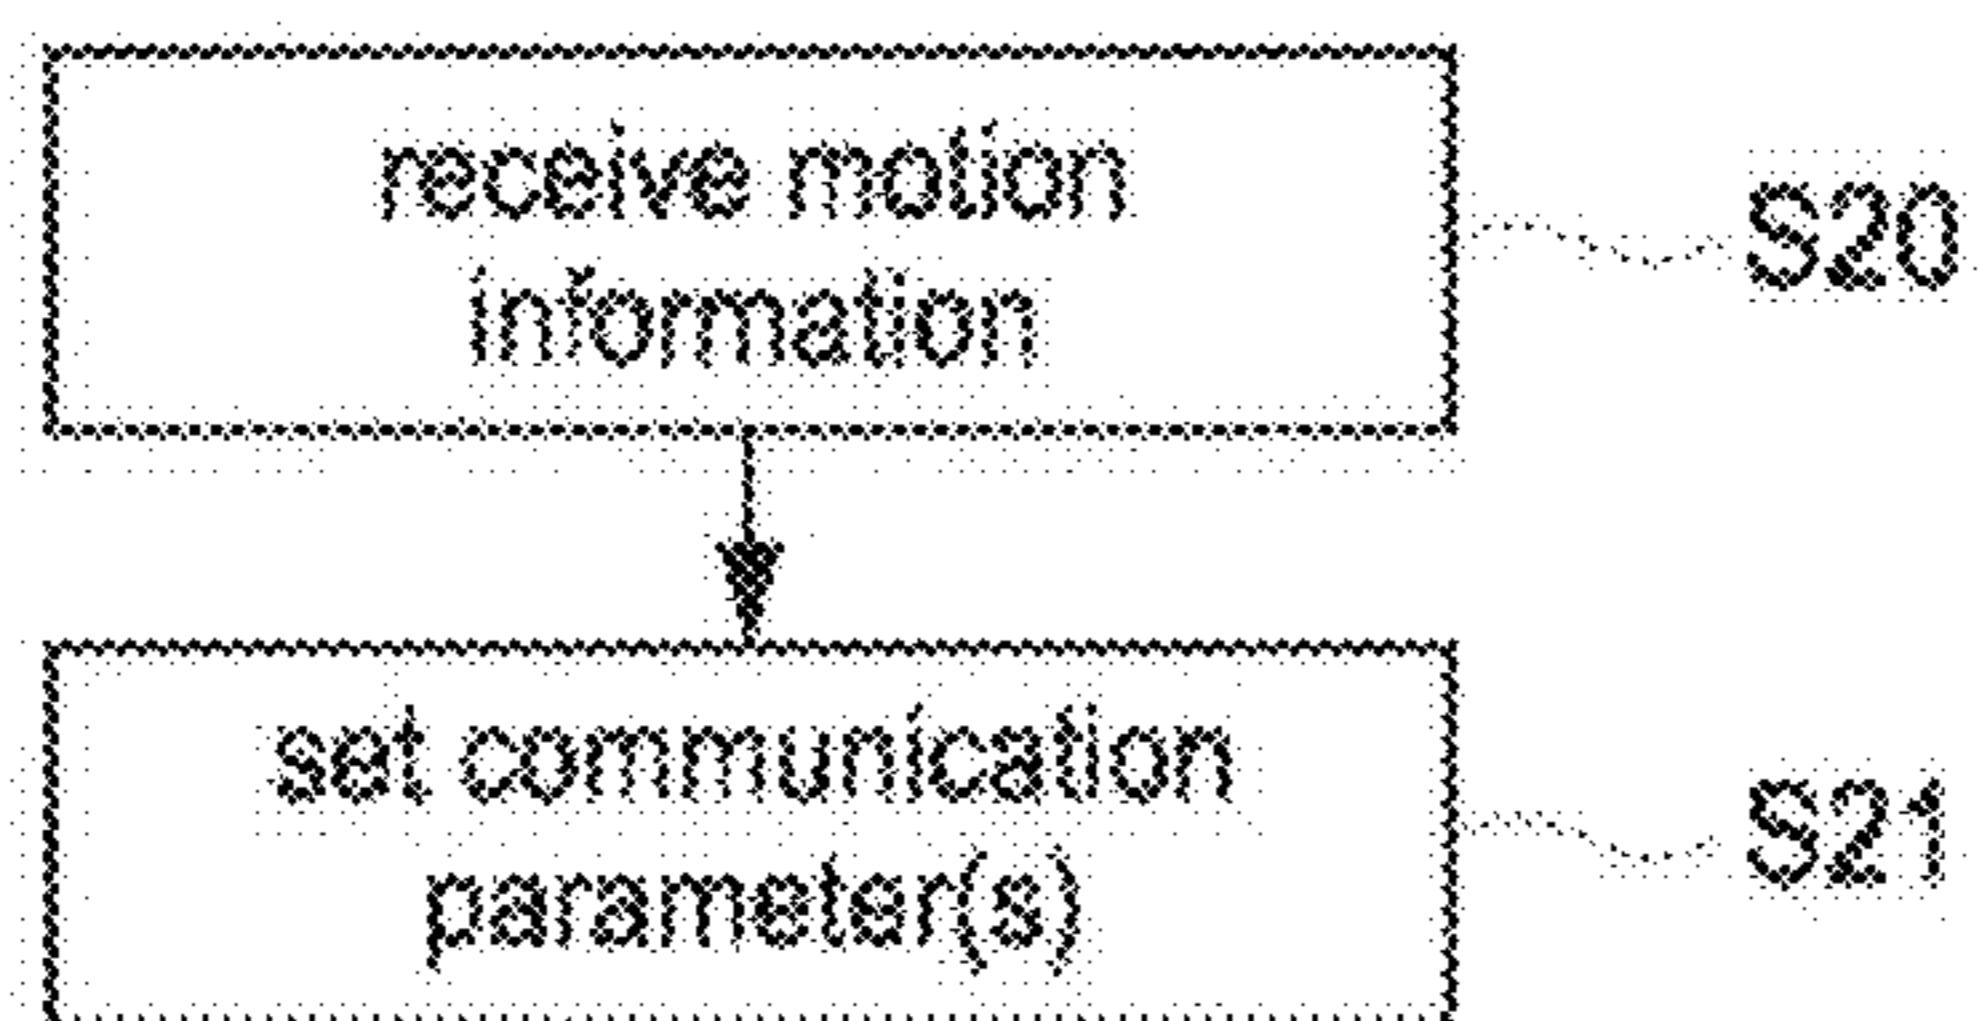 receive motion
information
S20
set communication
parameter(s)
S21